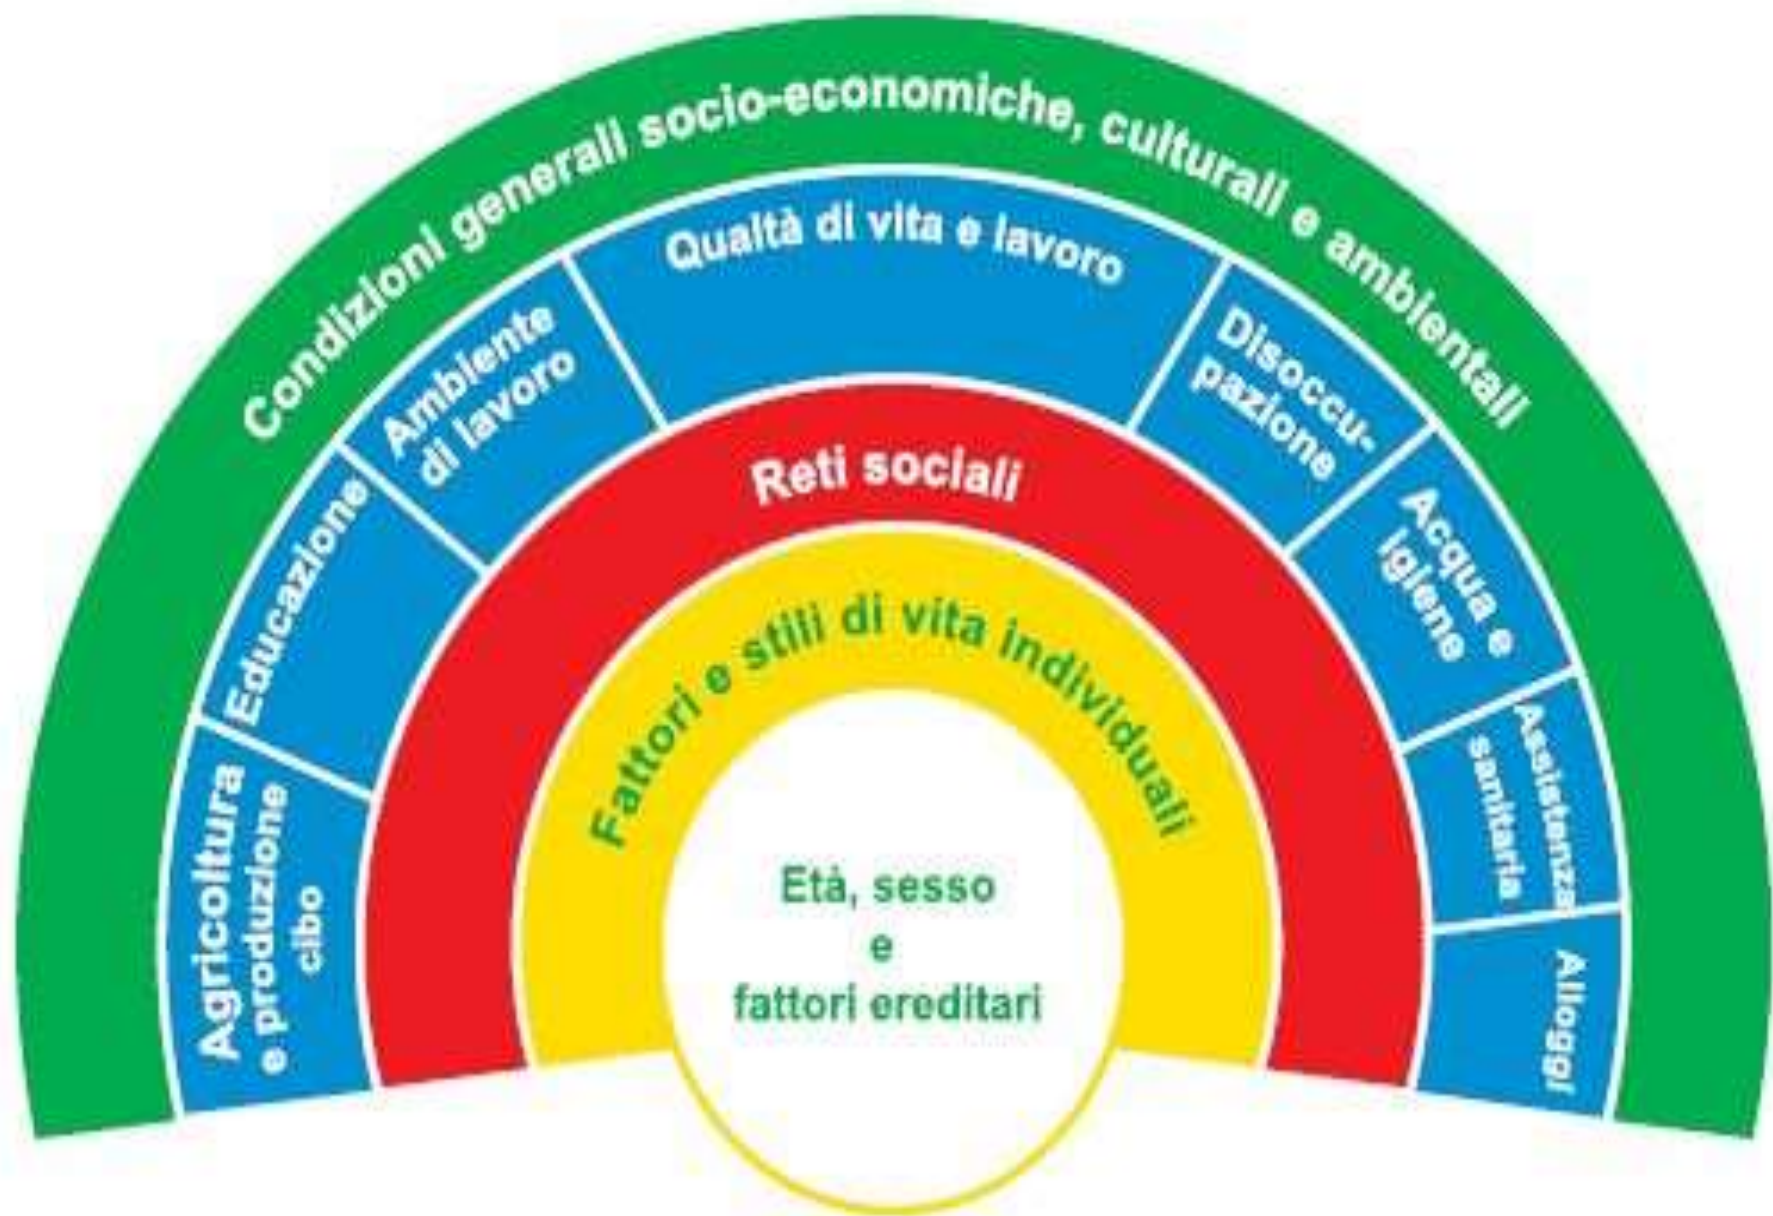 Condizioni generali socio-economiche, culturali e ambientali
Qualtà di vita e lavoro
Ambiente
di lavoro
Educazione
Agricoltura
e produzione
cibo
Disoccu-
pazione
Acqua e
igiene
Assistenza
sanitaria
Alloggi
Reti sociali
Fattori e stili di vita individuali
Età, sesso
e
fattori ereditari